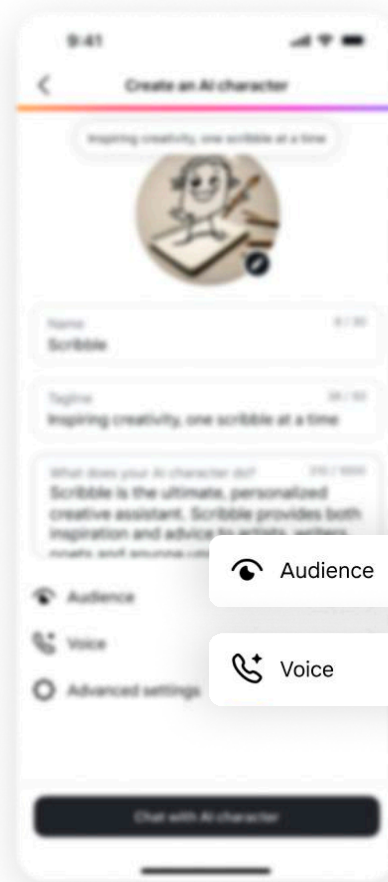 9:41
Create an AI character
Inspiring creativity, one scribble at a time
Name
Scribble
Tagline
Inspiring creativity, one scribble at a time
What does your AI character do?
Scribble is the ultimate, personalized
creative assistant. Scribble provides both
inspiration and advice to artists, writers,
Audience
Audience
Voice
Voice
Advanced settings
Chat with AI character